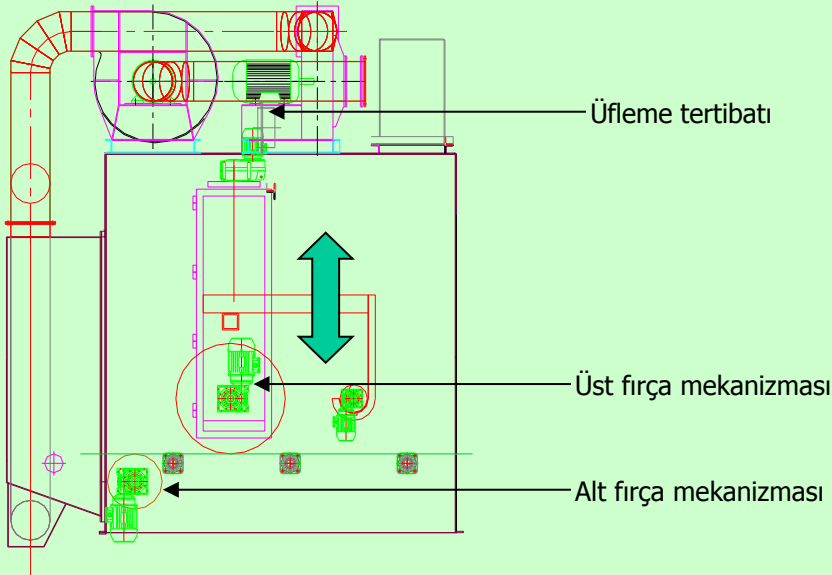 Üfleme tertibatı
Üst fırça mekanizması
Alt fırça mekanizması